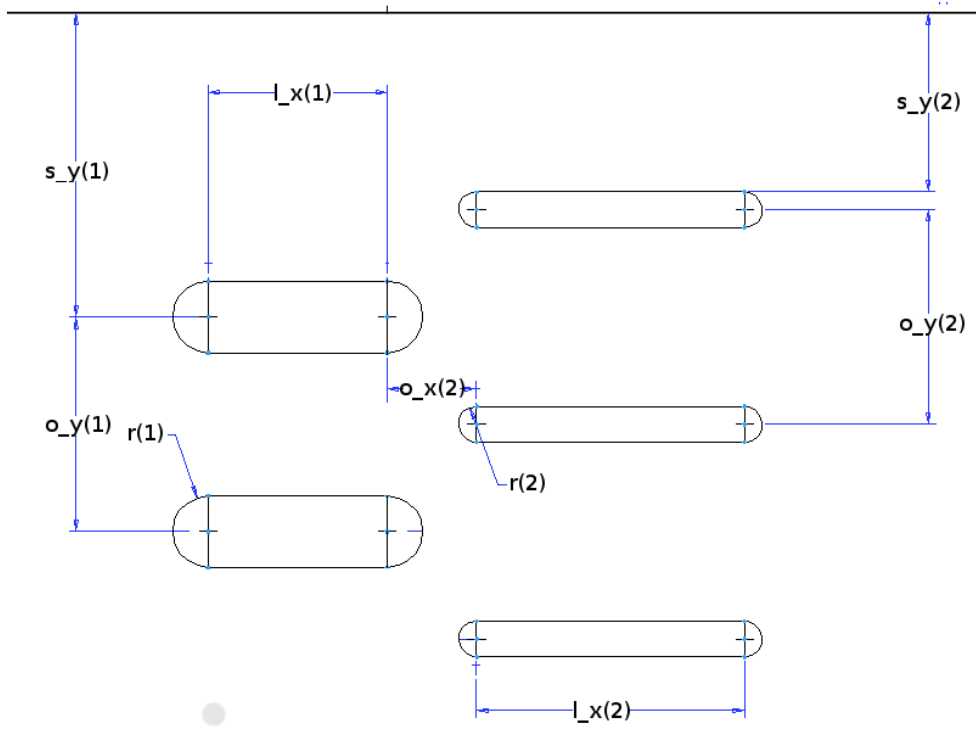 l_x(1)
s_y(2)
s_y(1)
o_y(2)
o_x(2)
o_y(1)
r(1)
r(2)
l_x(2)